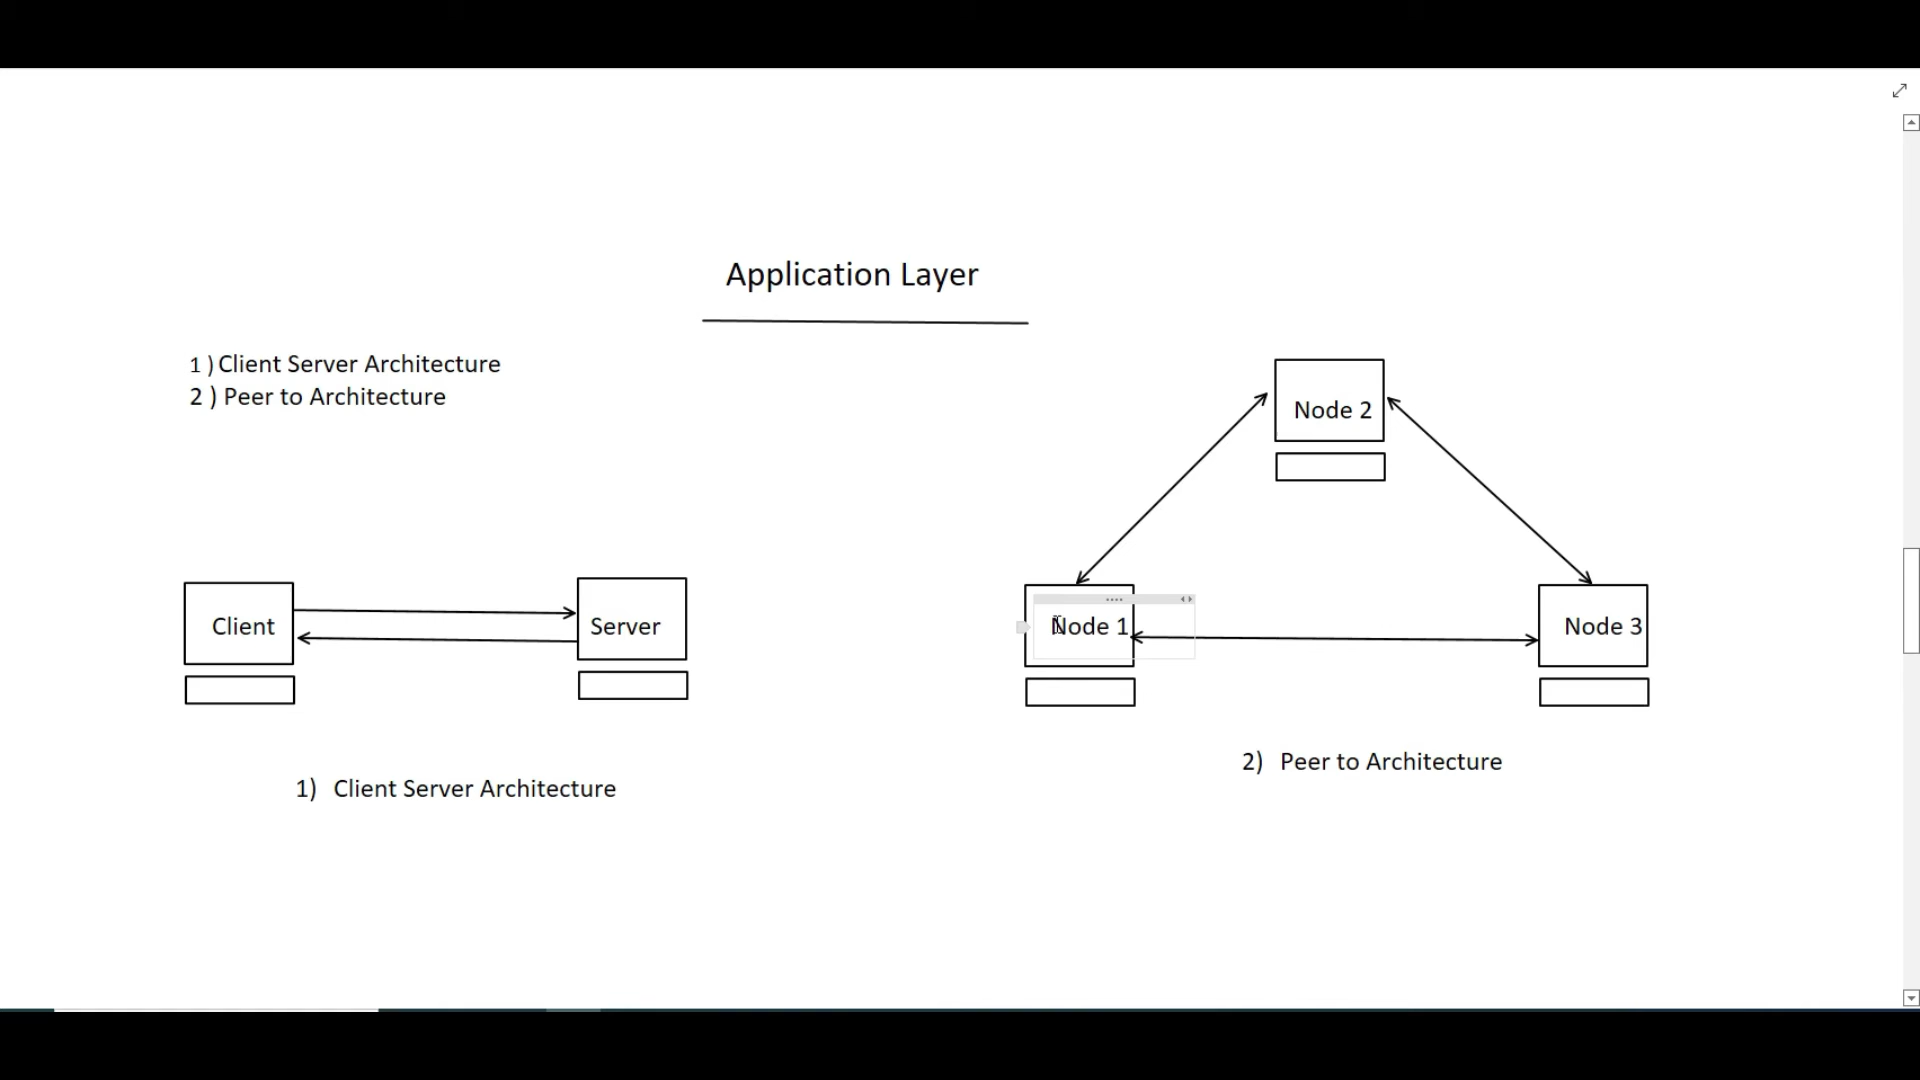 Application Layer
1 ) Client Server Architecture
2 ) Peer to Architecture
Node 2
Client
Server
Node 1
Node 3
2) Peer to Architecture
1) Client Server Architecture